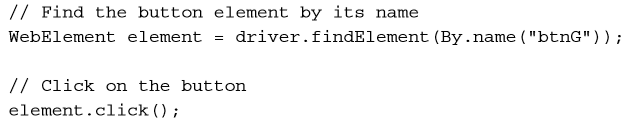 // Find the button element by its name
WebElement element = driver.findElement(By.name("btnG"));
// Click on the button
element.click();